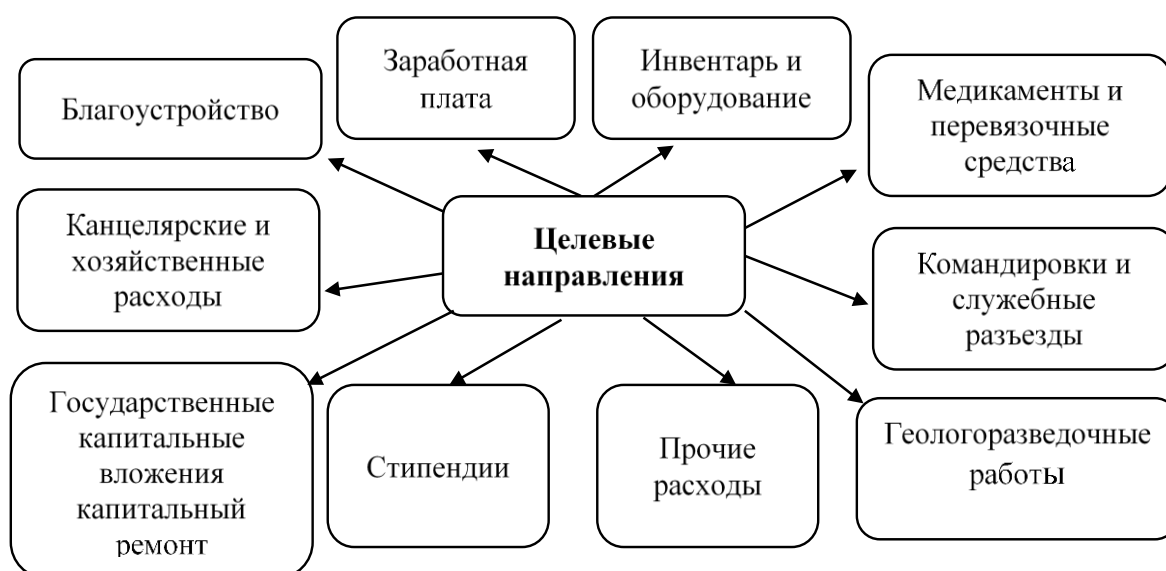 Благоустройство
Заработная
плата
Инвентарь и
оборудование
Медикаменты и
перевязочные
средства
Канцелярские и
хозяйственные
расходы
Целевые
направления
Командировки и
служебные
разъезды
Государственные
капитальные
вложения
капитальный
ремонт
Стипендии
Прочие
расходы
Геологоразведочные
работы